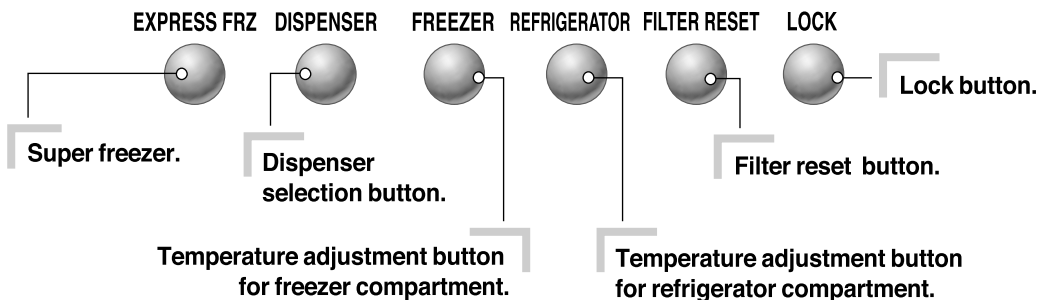 EXPRESS FRZ DISPENSER FREEZER REFRIGERATOR FILTER RESET LOCK
Lock button.
Super freezer.
Dispenser
selection button.
Filter reset button.
Temperature adjustment button
for freezer compartment.
Temperature adjustment button
for refrigerator compartment.